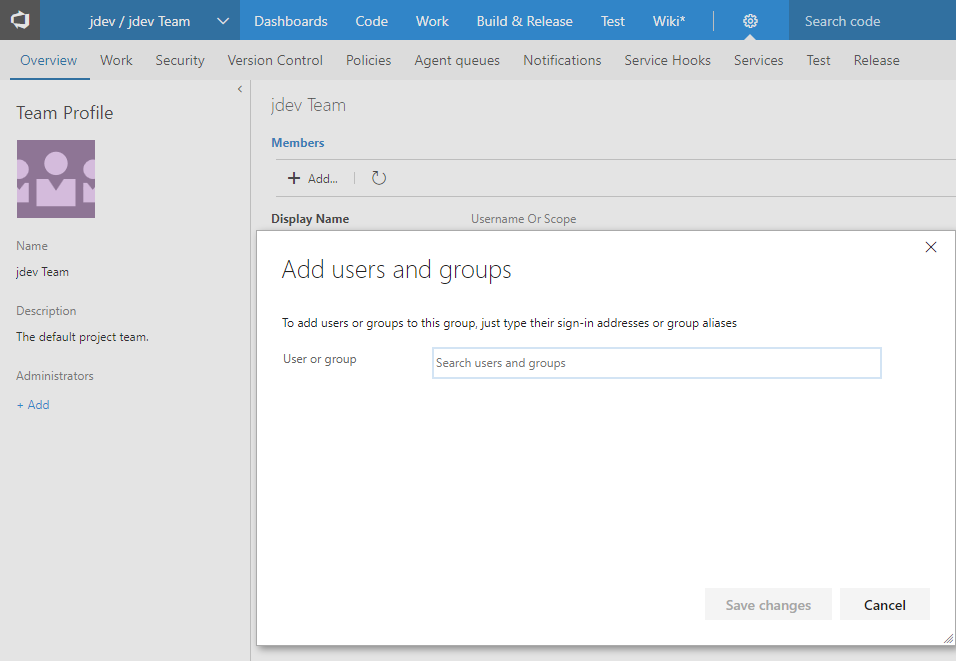 jdev / jdev Team Dashboards Code Work Build & Release Test Wiki* Search code
Overview Work Security Version Control Policies Agent queues Notifications Service Hooks Services Test Release
Team Profile
Name
jdev Team
Description
The default project team.
Administrators
+ Add
jdev Team
Members
+ Add...
Display Name Username Or Scope
Add users and groups
To add users or groups to this group, just type their sign-in addresses or group aliases
User or group Search users and groups
Save changes Cancel